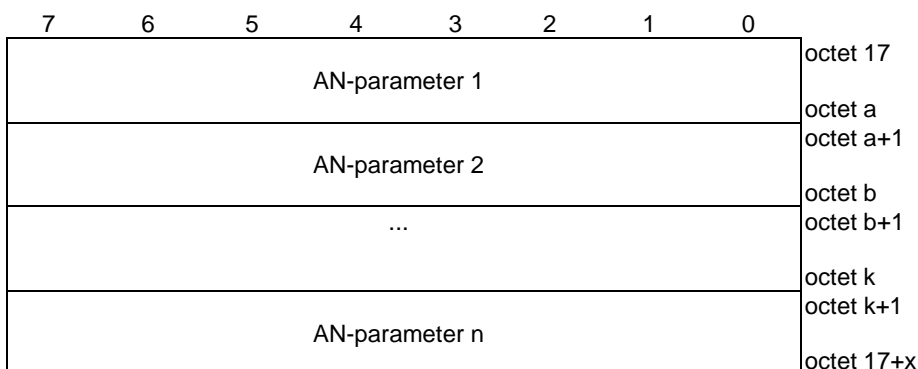 7 6 5 4 3 2 1 0
octet 17
AN-parameter 1
octet a
octet a+1
AN-parameter 2
octet b
... octet b+1
octet k
octet k+1
AN-parameter n
octet 17+x